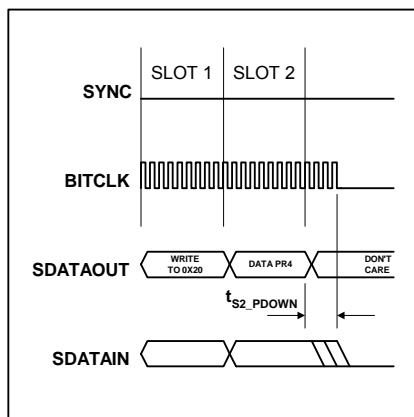 SLOT 1 SLOT 2
SYNC
BITCLK
SDATAOUT
WRITE
TO 0X20
DATA PR4
DON'T
CARE
tS2_PDOWN
SDATAIN